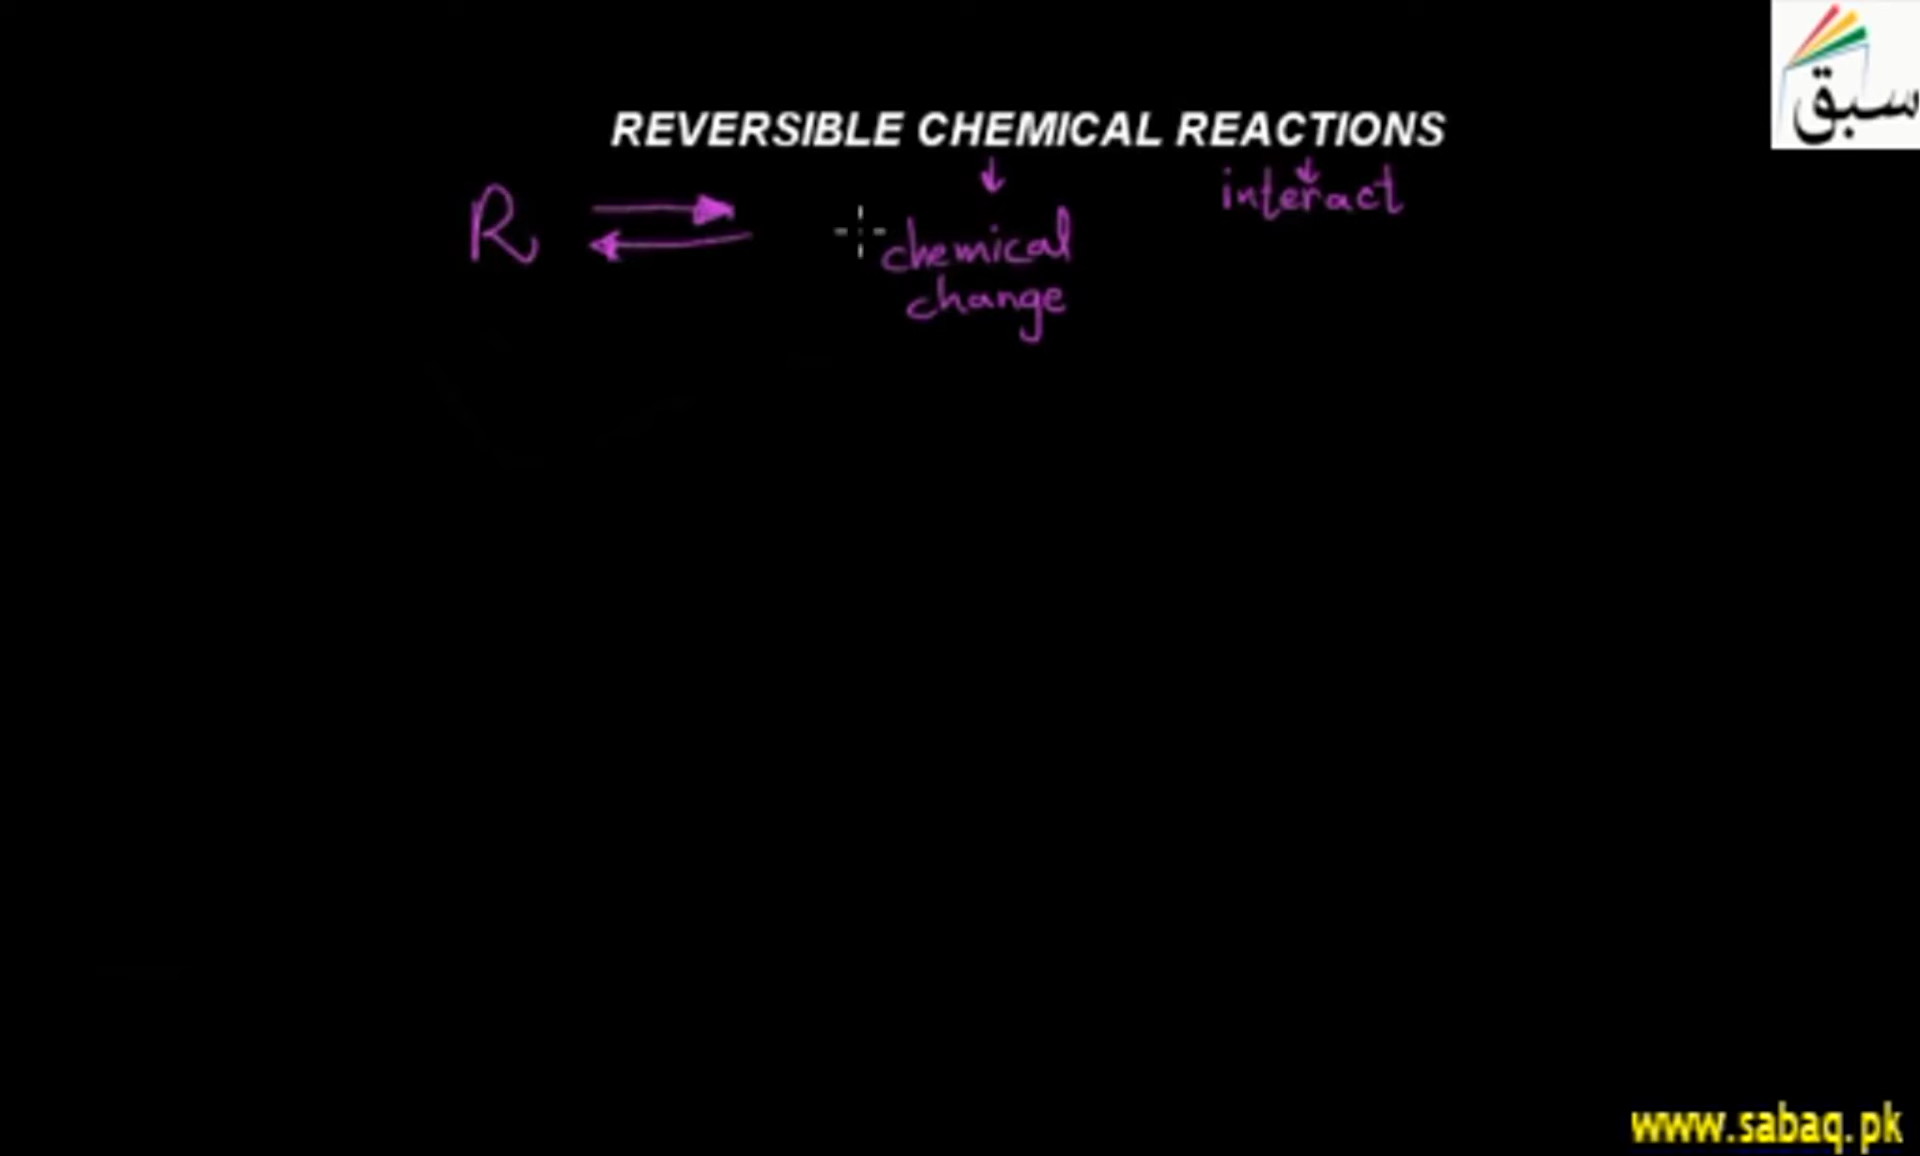 سبق
REVERSIBLE CHEMICAL REACTIONS
interact
R
chemical
change
www.sabaq.pk